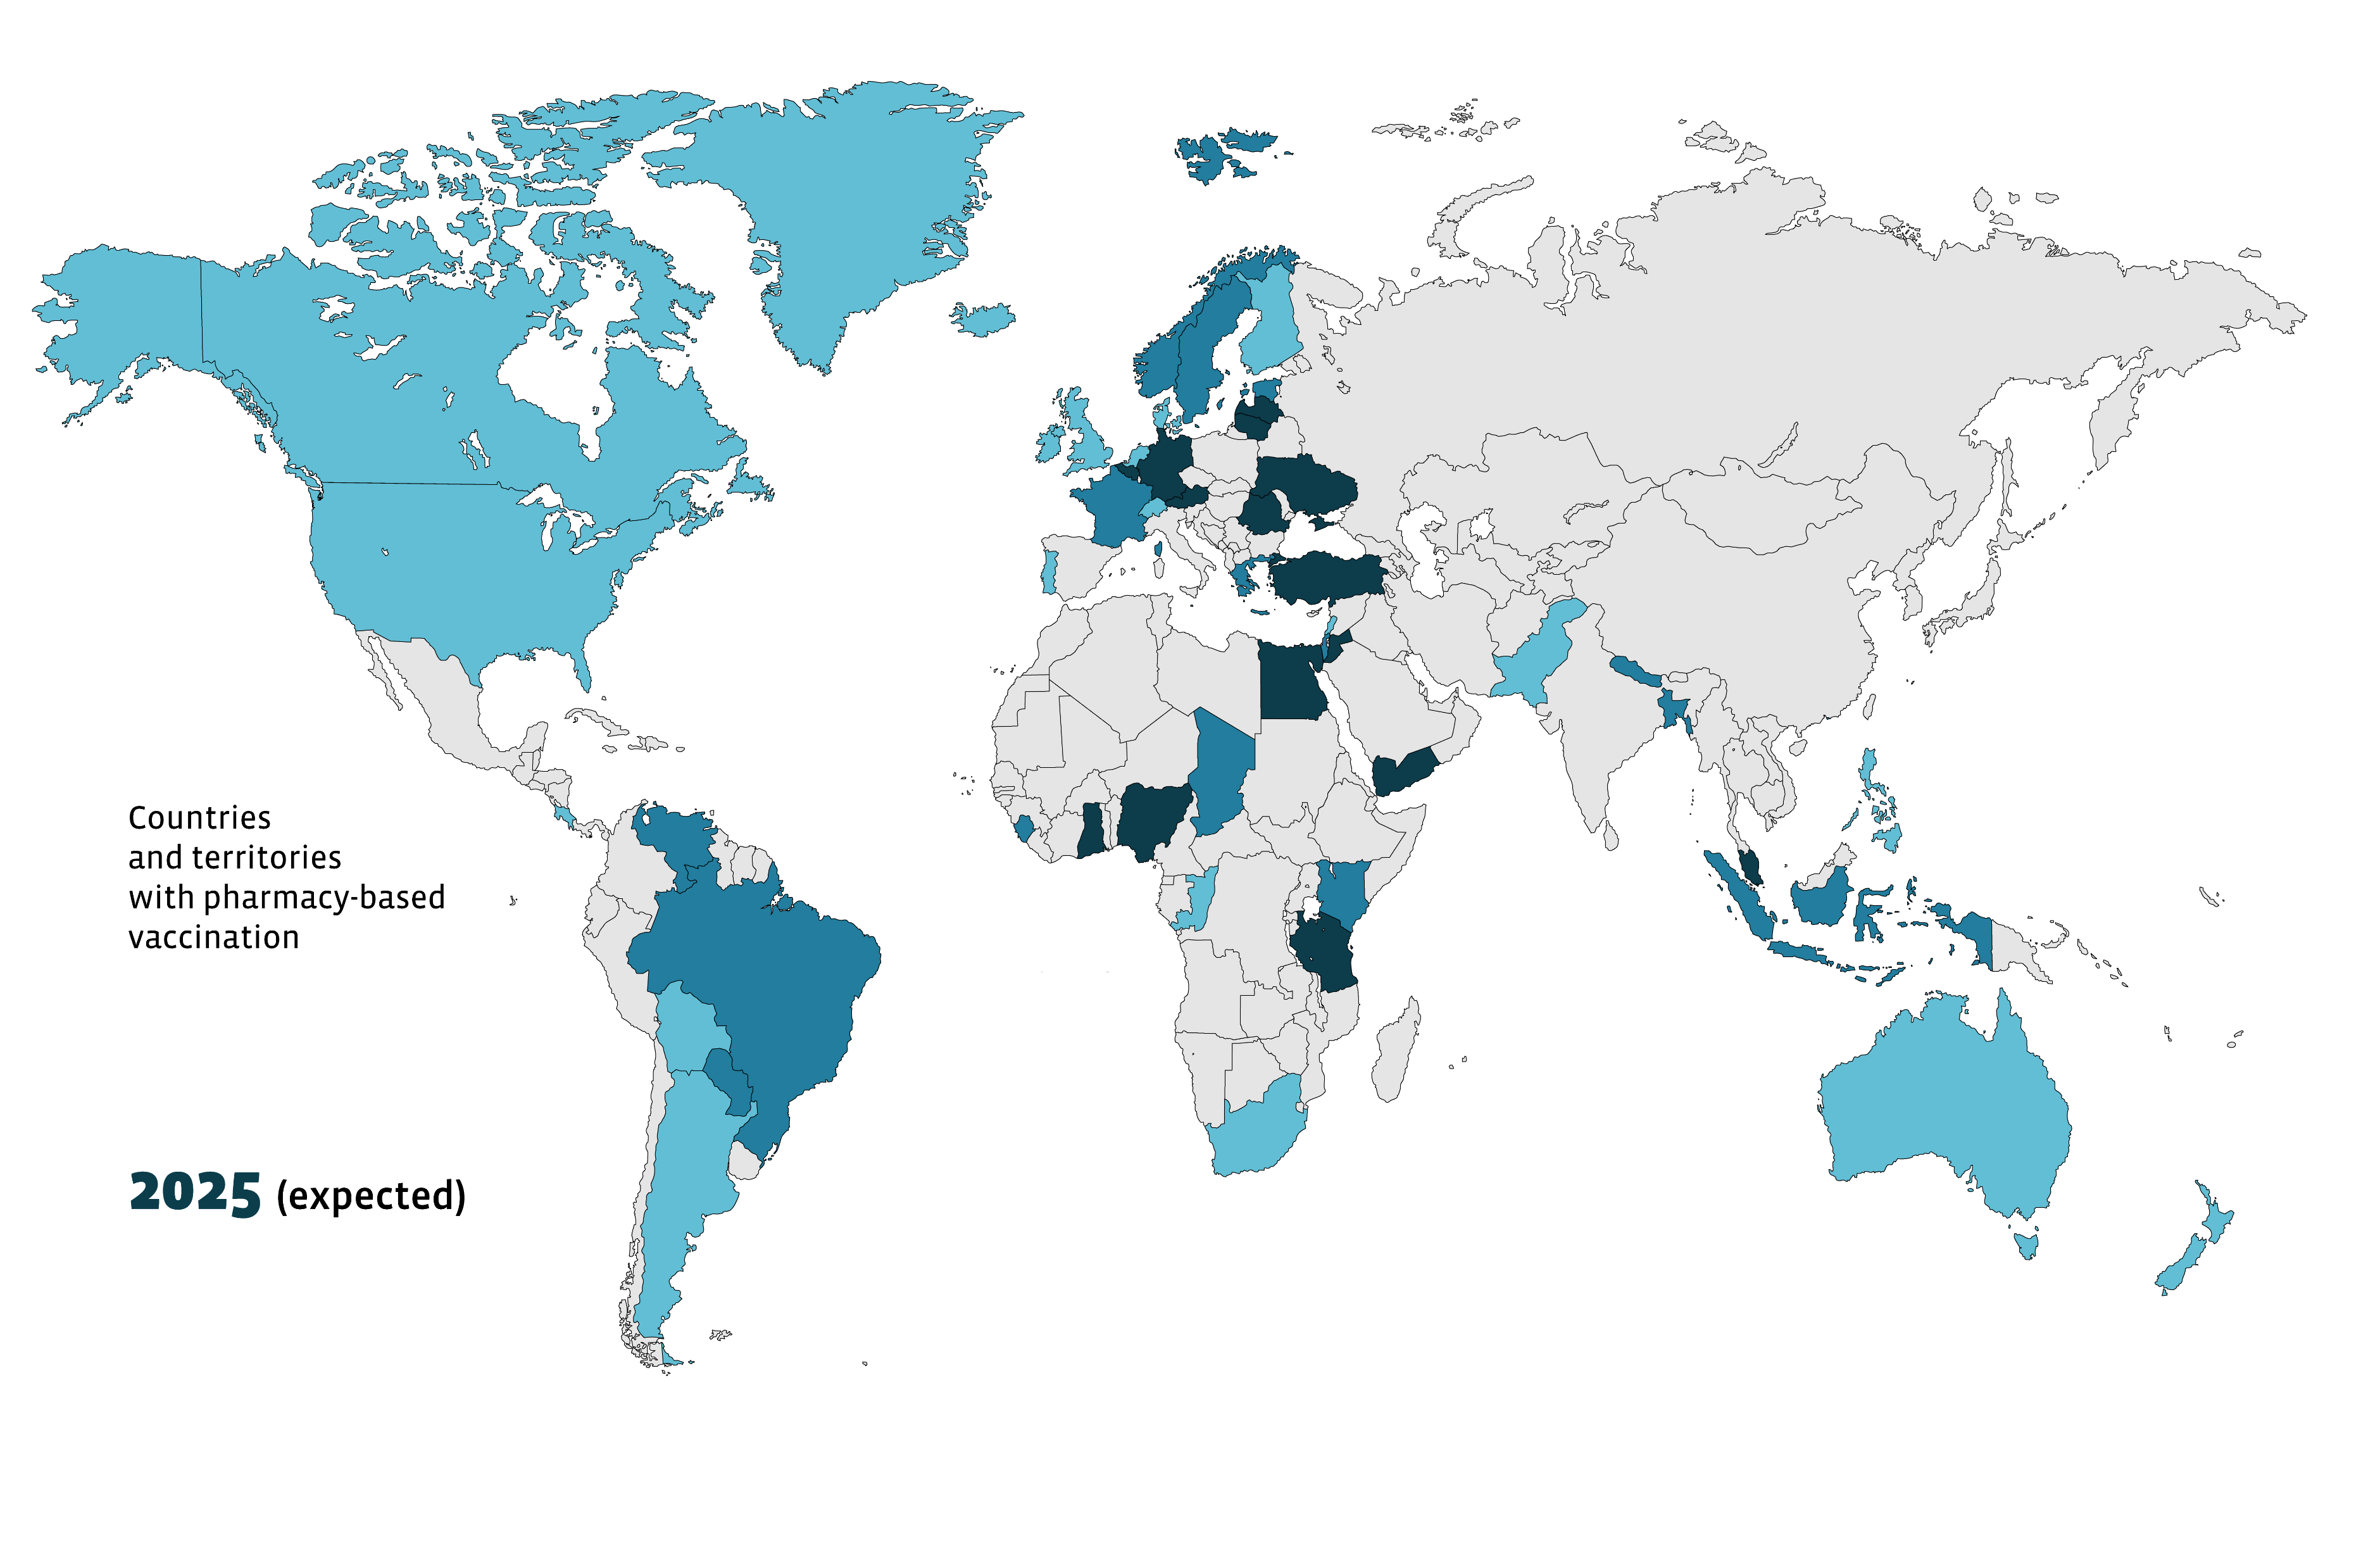 Countries
and territories
with pharmacy-based
vaccination
2025 (expected)